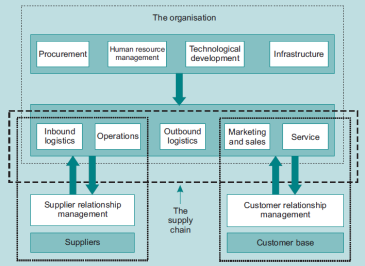 The organisation
Procurement
Human resource
management
Technological
development
Infrastructure
Inbound
logistics
Operations
Outbound
logistics
Marketing
and sales
Service
Supplier relationship
management
The
supply
chain
Customer relationship
management
Suppliers
Customer base